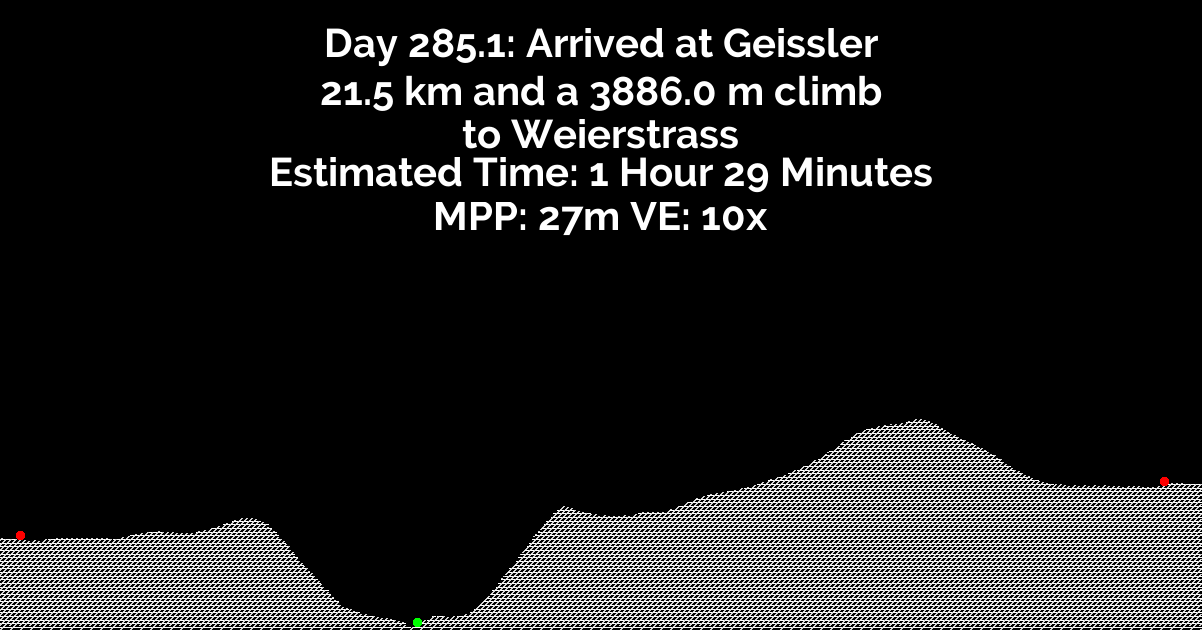 Day 285.1: Arrived at Geissler
21.5 km and a 3886.0 m climb
to Weierstrass
Estimated Time: 1 Hour 29 Minutes
MPP: 27m VE: 10x